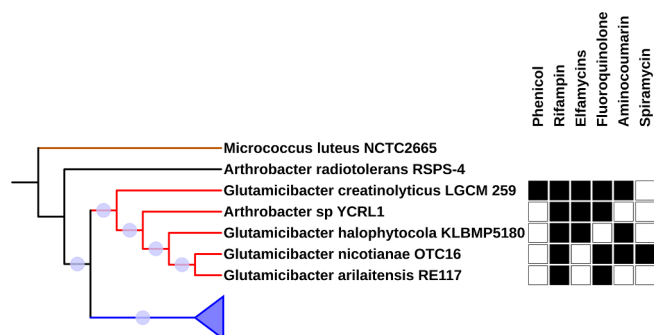 Phenicol
Rifampin
Elfamycins
Fluoroquinolone
Aminocoumarin
Spiramycin
Micrococcus luteus NCTC2665
Arthrobacter radiotolerans RSPS-4
Glutamicibacter creatinolyticus LGCM 259
Arthrobacter sp YCRL1
Glutamicibacter halophytocola KLBMP5180
Glutamicibacter nicotianae OTC16
Glutamicibacter arilaitensis RE117